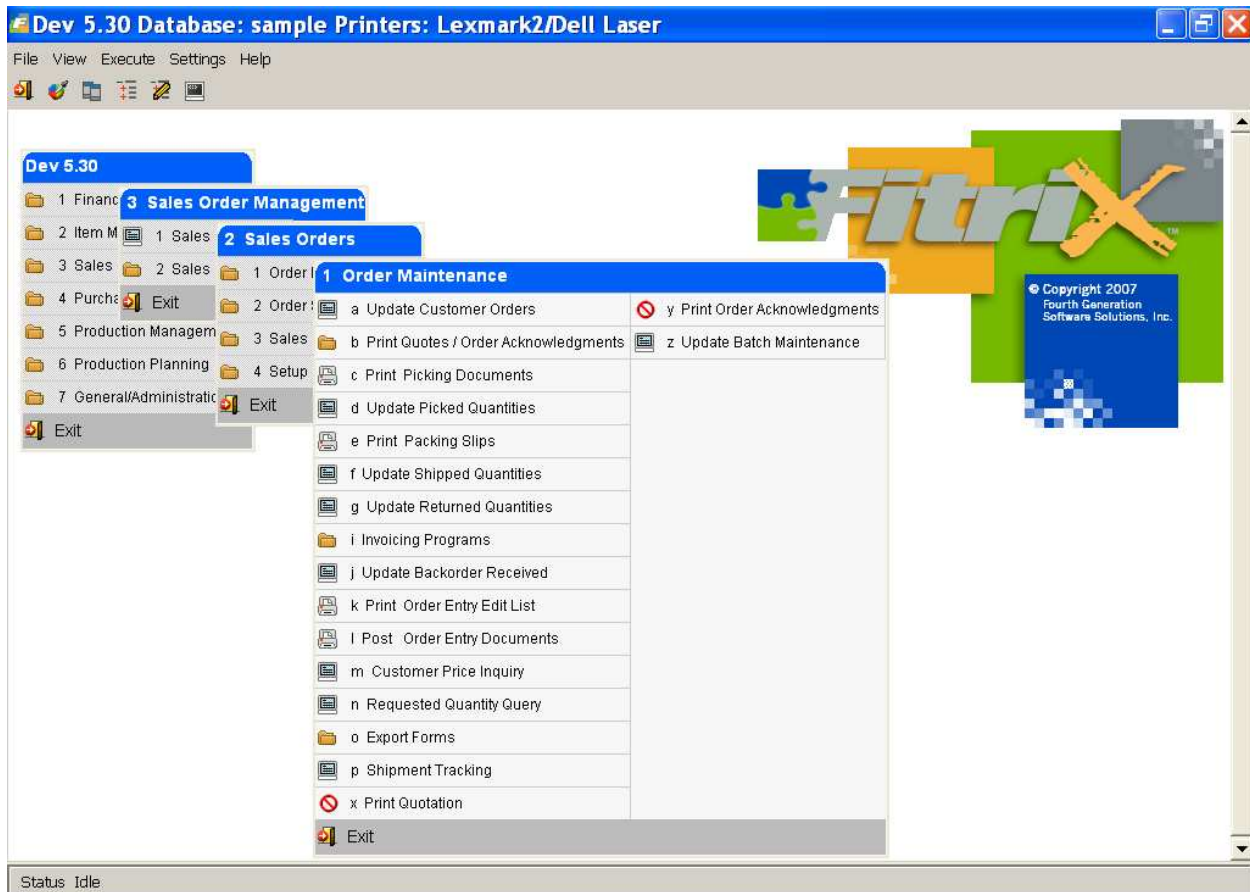 Dev 5.30 Database: sample Printers: Lexmark2/Dell Laser
File View Execute Settings Help
Dev 5.30
1 Financ
2 Item M
3 Sales
4 Purcha
5 Production Managem
6 Production Planning
7 General/Administratic
Exit
3 Sales Order Management
1 Sales
2 Sales
Exit
2 Sales Orders
1 Order
2 Order
3 Sales
4 Setup
Exit
1 Order Maintenance
a Update Customer Orders
b Print Quotes / Order Acknowledgments
c Print Picking Documents
d Update Picked Quantities
e Print Packing Slips
f Update Shipped Quantities
g Update Returned Quantities
i Invoicing Programs
j Update Backorder Received
k Print Order Entry Edit List
l Post Order Entry Documents
m Customer Price Inquiry
n Requested Quantity Query
o Export Forms
p Shipment Tracking
x Print Quotation
y Print Order Acknowledgments
z Update Batch Maintenance
Exit
Fitrix™
© Copyright 2007
Fourth Generation
Software Solutions, Inc.
Status Idle